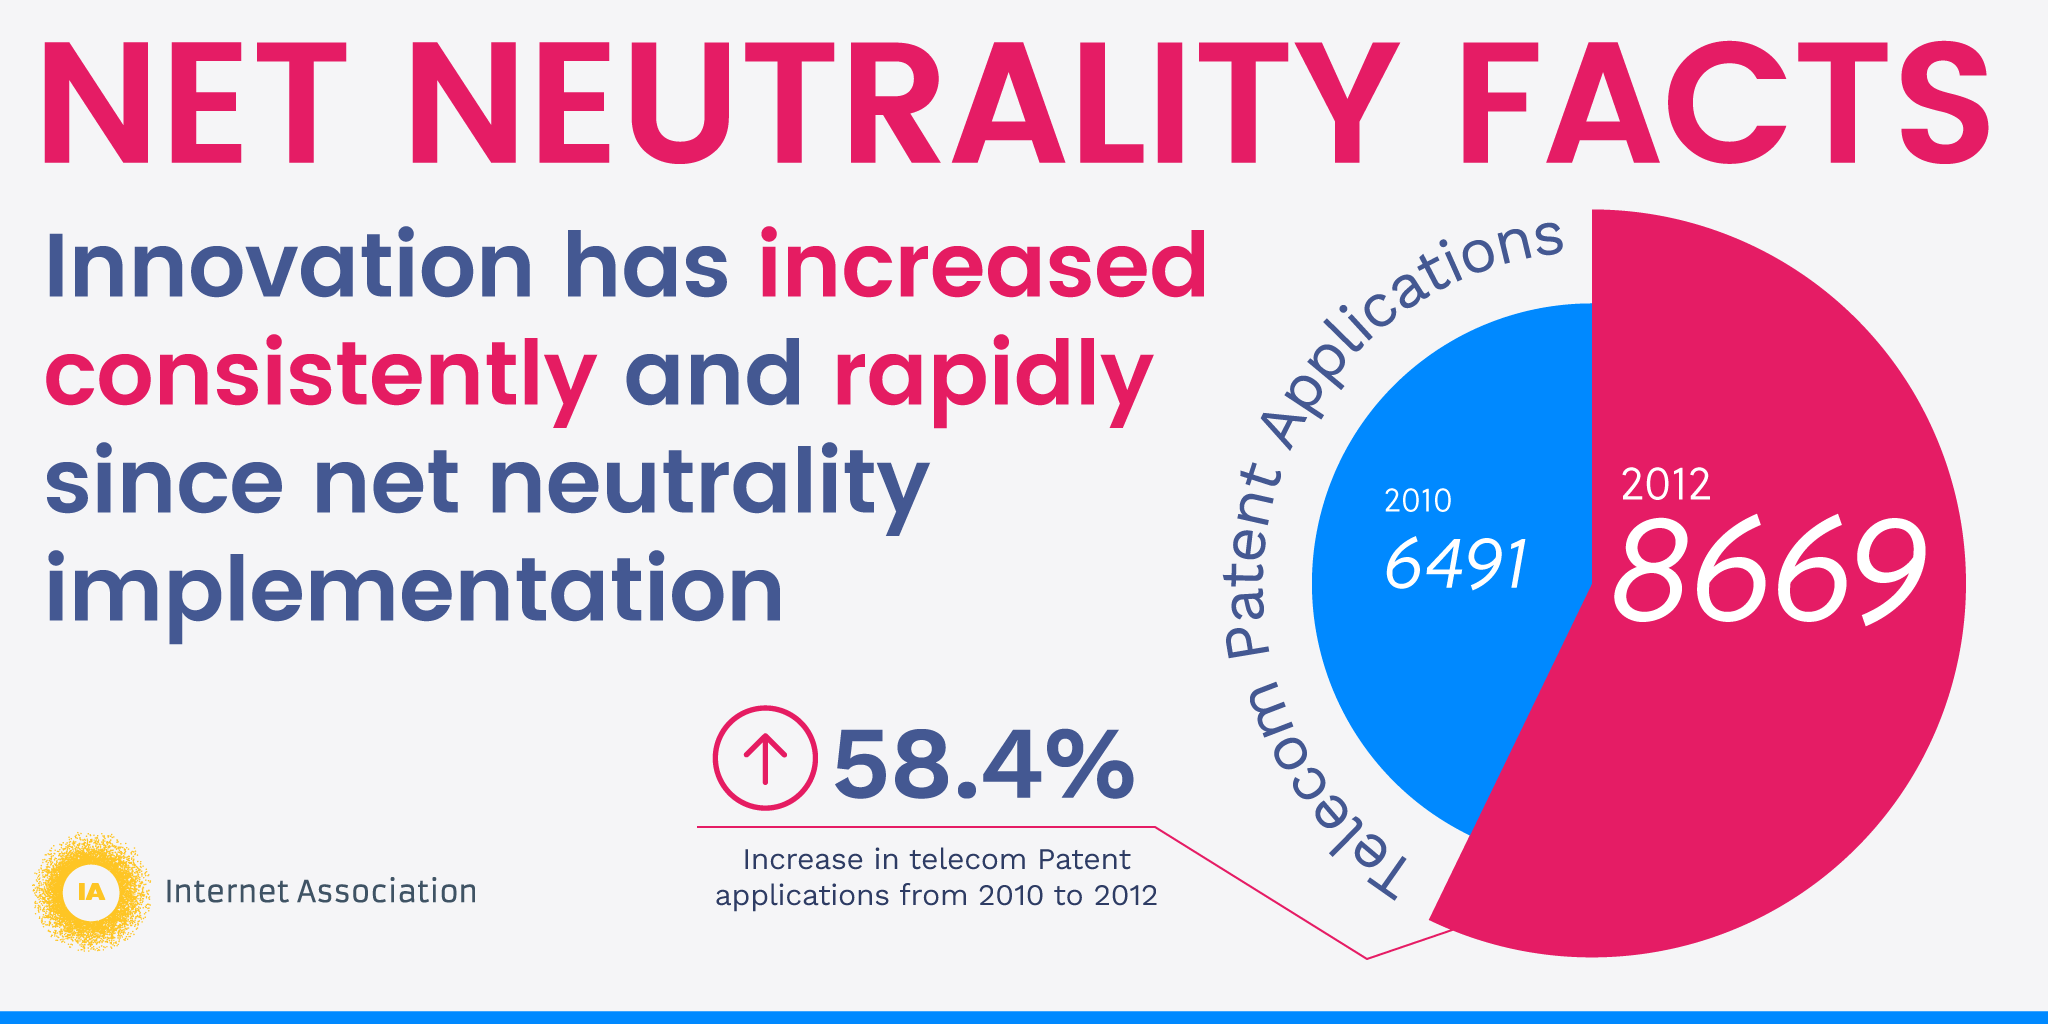 NET NEUTRALITY FACTS
Innovation has increased
consistently and rapidly
since net neutrality
implementation
58.4%
Increase in telecom Patent
applications from 2010 to 2012
Telecom Patent Applications
2010
6491
2012
8669
IA
Internet Association